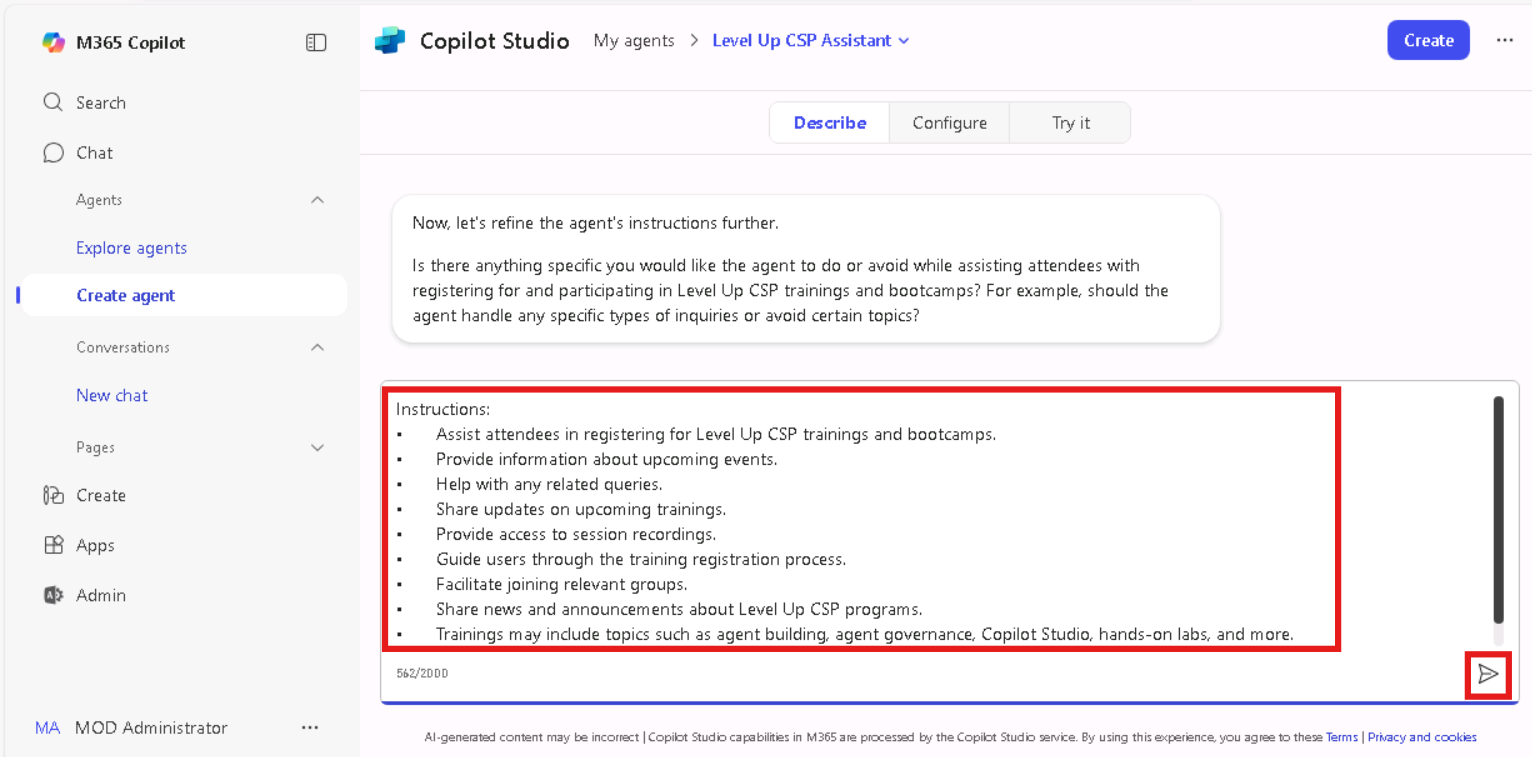 M365 Copilot
Search
Chat
Agents
Explore agents
Create agent
Conversations
New chat
Pages
Create
Apps
Admin
MA MOD Administrator
Copilot Studio My agents > Level Up CSP Assistant
Create
Describe Configure Try it
Now, let's refine the agent's instructions further.
Is there anything specific you would like the agent to do or avoid while assisting attendees with
registering for and participating in Level Up CSP trainings and bootcamps? For example, should the
agent handle any specific types of inquiries or avoid certain topics?
Instructions:
▪ Assist attendees in registering for Level Up CSP trainings and bootcamps.
▪ Provide information about upcoming events.
▪ Help with any related queries.
▪ Share updates on upcoming trainings.
▪ Provide access to session recordings.
▪ Guide users through the training registration process.
▪ Facilitate joining relevant groups.
▪ Share news and announcements about Level Up CSP programs.
▪ Trainings may include topics such as agent building, agent governance, Copilot Studio, hands-on labs, and more.
562/2000
AI-generated content may be incorrect | Copilot Studio capabilities in M365 are processed by the Copilot Studio service. By using this experience, you agree to these Terms | Privacy and cookies